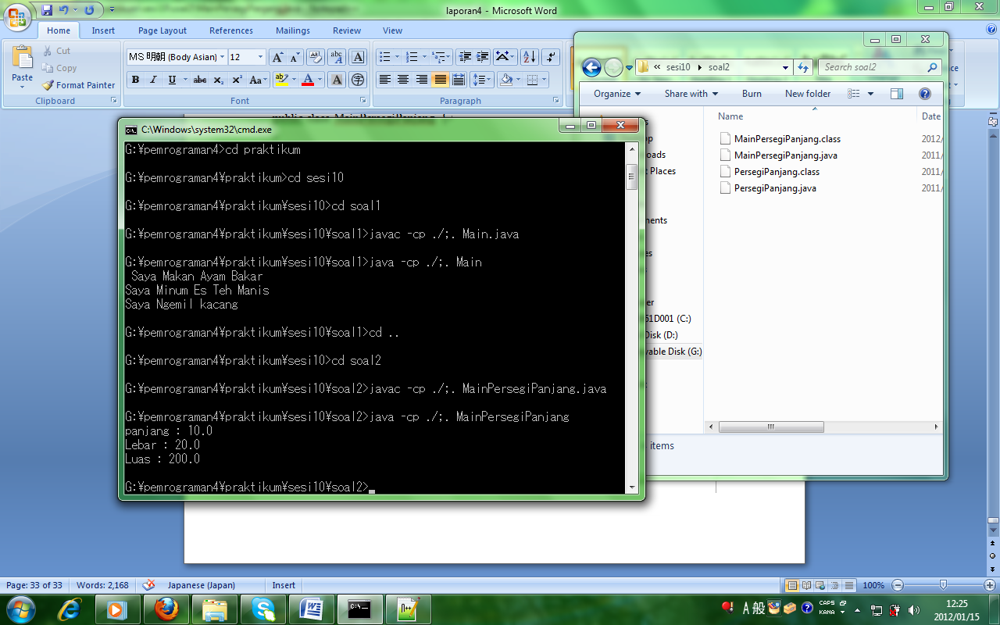 laporan4 - Microsoft Word
Home Insert Page Layout References Mailings Review View
Paste
Cut
Copy
Format Painter
Clipboard
MS 明朝 (Body Asian) 12
Font
Paragraph
public class MainPersegiPanjang {
C:\Windows\system32\cmd.exe
G:¥pemrograman4>cd praktikum
G:¥pemrograman4¥praktikum>cd sesi10
G:¥pemrograman4¥praktikum¥sesi10>cd soal1
G:¥pemrograman4¥praktikum¥sesi10¥soal1>javac -cp ./;. Main.java
G:¥pemrograman4¥praktikum¥sesi10¥soal1>java -cp ./;. Main
Saya Makan Ayam Bakar
Saya Minum Es Teh Manis
Saya Ngemil kacang
G:¥pemrograman4¥praktikum¥sesi10¥soal1>cd ..
G:¥pemrograman4¥praktikum¥sesi10>cd soal2
G:¥pemrograman4¥praktikum¥sesi10¥soal2>javac -cp ./;. MainPersegiPanjang.java
G:¥pemrograman4¥praktikum¥sesi10¥soal2>java -cp ./;. MainPersegiPanjang
panjang : 10.0
Lebar : 20.0
Luas : 200.0
G:¥pemrograman4¥praktikum¥sesi10¥soal2>
« sesi10 soal2
Search soal2
Organize Share with Burn New folder
Name Date
MainPersegiPanjang.class 2012/
MainPersegiPanjang.java 2011/
PersegiPanjang.class 2011/
PersegiPanjang.java 2011/
oads
t Places
ments
es
er
51D001 (C:)
Disk (D:)
vable Disk (G:)
items
Page: 33 of 33 Words: 2,168 Japanese (Japan) Insert 100%
A 般 CAPS KANA
12:25
2012/01/15